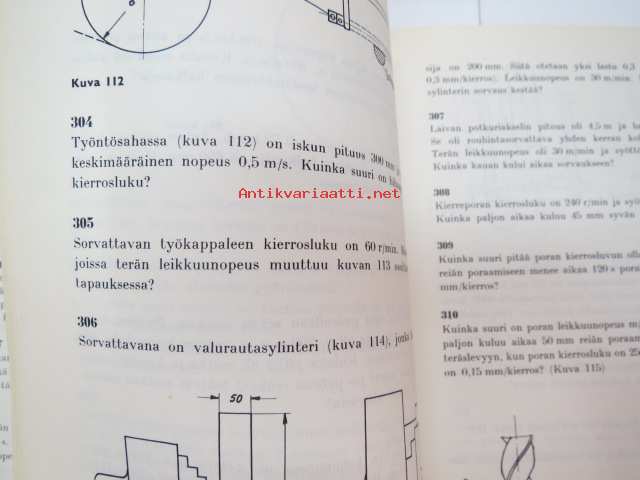 Kuva 112
304
Työntösahassa (kuva 112) on iskun pituus 300 mm
keskimääräinen nopeus 0,5 m/s. Kuinka suuri on
kierrosluku?
Antikvariaatti.net
305
Sorvattavan työkappaleen kierrosluku on 60 r/min.
joissa terän leikkuunopeus muuttuu kuvan 113
tapauksessa?
306
Sorvattavana on valurautasylinteri (kuva 114),
50
sija on 200 mm. Siitä otetaan yksi lastu 0,3
0,3 mm/kierros). Leikkuunopeus on 30 m/min.
sylinterin sorvaus kestää?
307
Laivan potkuriakselin pituus oli 4,5 m ja
Se oli rouhintasorvattava yhden kerran
Terän leikkuunopeus oli 30 m/min ja
Kuinka kauan kului aikaa sorvaukseen?
308
Kierreporan kierrosluku on 240 r/min ja
Kuinka paljon aikaa kuluu 45 mm syvän
309
Kuinka suuri pitää poran kierrosluvun olla
reiän poraamiseen menee aikaa 120 s
mm/kierros?
310
Kuinka suuri on poran leikkuunopeus
paljon kuluu aikaa 50 mm reiän
teräslevyyn, kun poran kierrosluku on
on 0,15 mm/kierros? (Kuva 115)